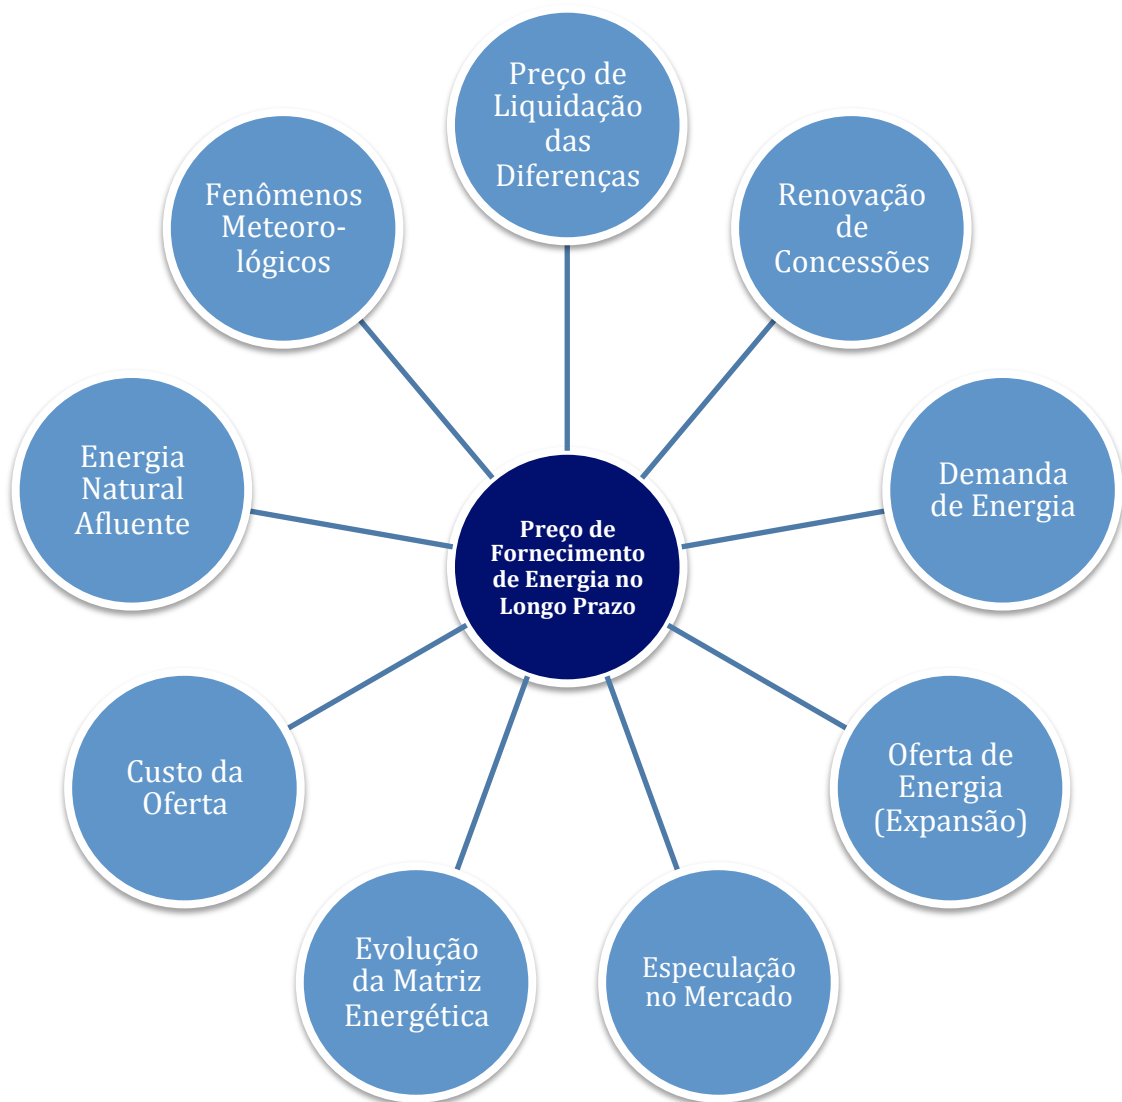 Preço de
Liquidação
das
Diferenças
Renovação
de
Concessões
Demanda
de Energia
Oferta de
Energia
(Expansão)
Especulação
no Mercado
Evolução
da Matriz
Energética
Custo da
Oferta
Energia
Natural
Afluente
Fenômenos
Meteoro-
lógicos
Preço de
Fornecimento
de Energia no
Longo Prazo